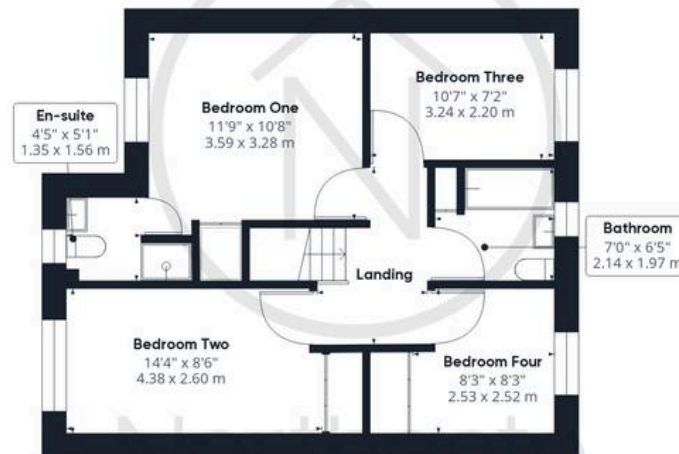 Bedroom Three
10'7" x 7'2"
3.24 x 2.20 m
Bedroom One
11'9" x 10'8"
3.59 x 3.28 m
En-suite
4'5" x 5'1"
1.35 x 1.56 m
Bathroom
7'0" x 6'5"
2.14 x 1.97 m
Landing
Bedroom Two
14'4" x 8'6"
4.38 x 2.60 m
Bedroom Four
8'3" x 8'3"
2.53 x 2.52 m